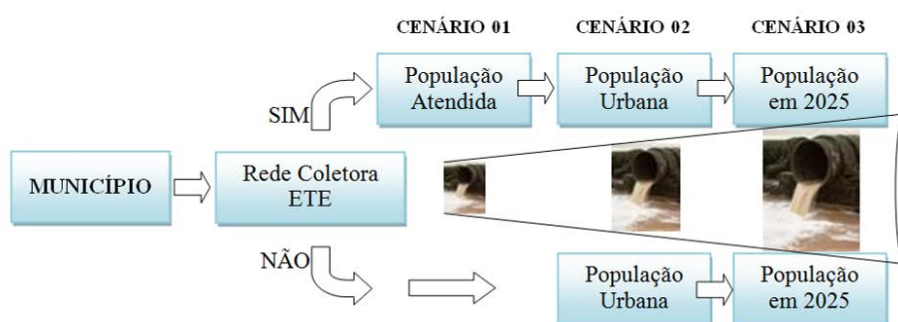 CENÁRIO 01 CENÁRIO 02 CENÁRIO 03
População
Atendida
População
Urbana
População
em 2025
SIM
MUNICÍPIO
Rede Coletora
ETE
NÃO
População
Urbana
População
em 2025